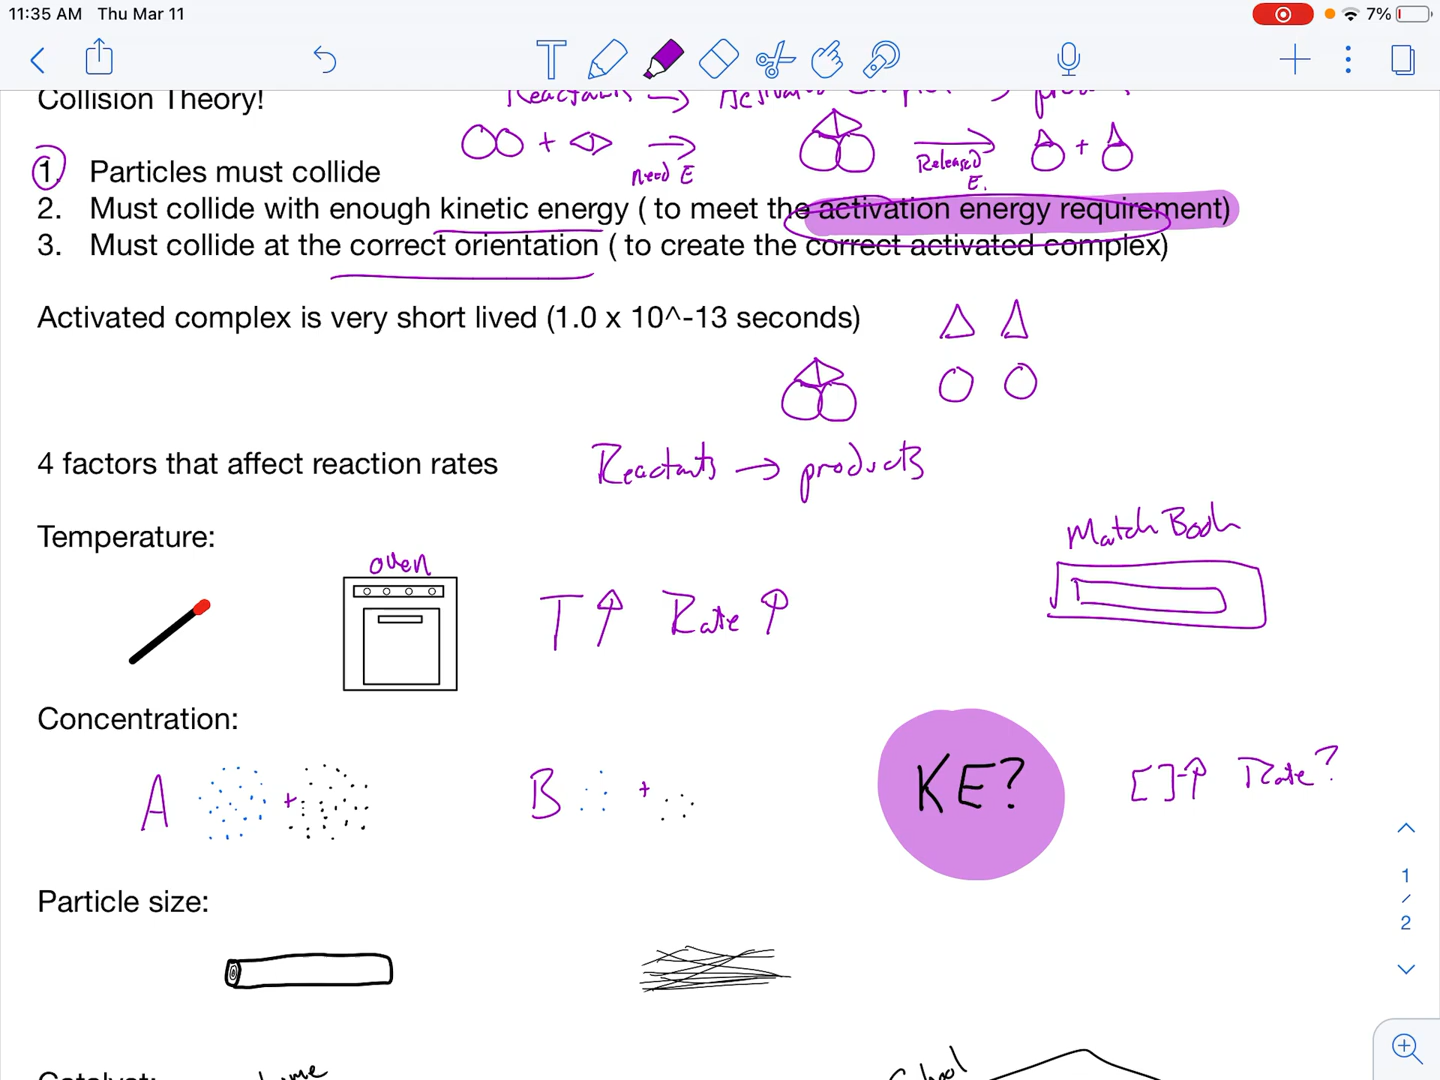 11:35 AM Thu Mar 11 7%
Collision Theory!
Reactants → Activated Complex → products
+ → need E → Released E. +
1. Particles must collide
2. Must collide with enough kinetic energy ( to meet the activation energy requirement)
3. Must collide at the correct orientation ( to create the correct activated complex)
Activated complex is very short lived (1.0 x 10^-13 seconds)
4 factors that affect reaction rates Reactants → products
Temperature:
oven
Match Book
T↑ Rate ↑
Concentration:
A + B + KE? []↑ Rate?
Particle size:
1
/
2
Catalyst: home School